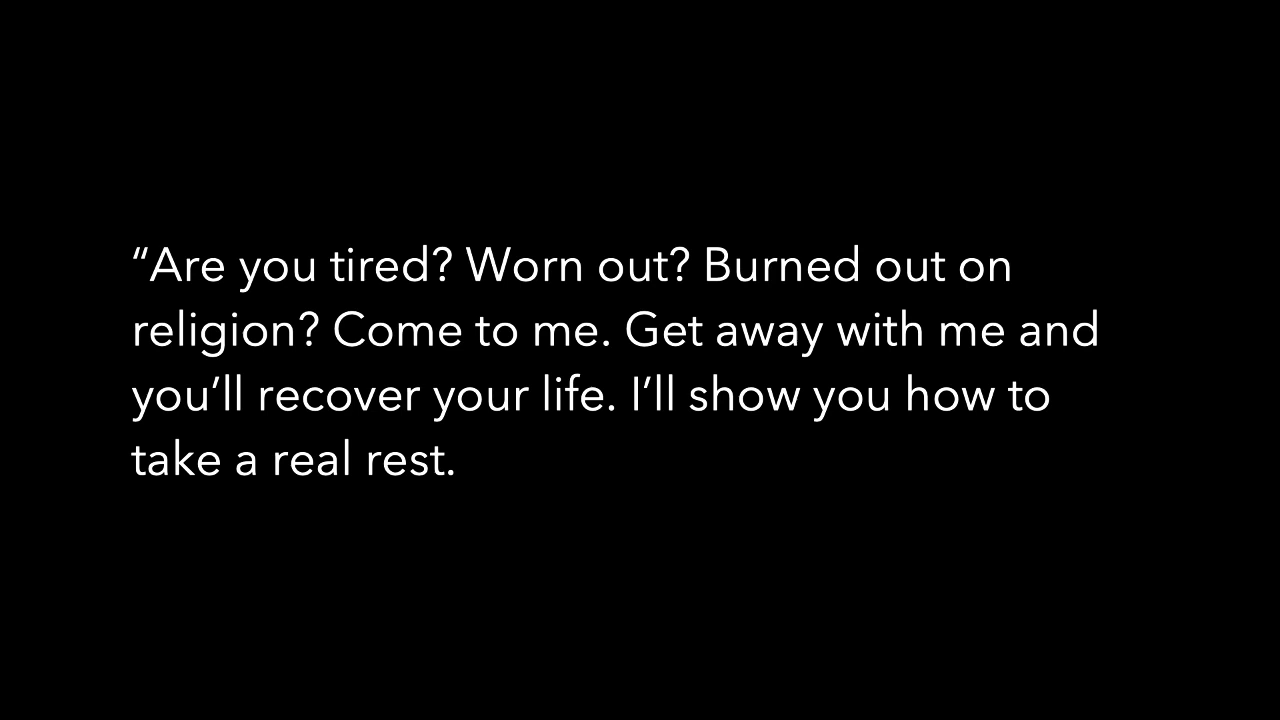 “Are you tired? Worn out? Burned out on
religion? Come to me. Get away with me and
you’ll recover your life. I’ll show you how to
take a real rest.